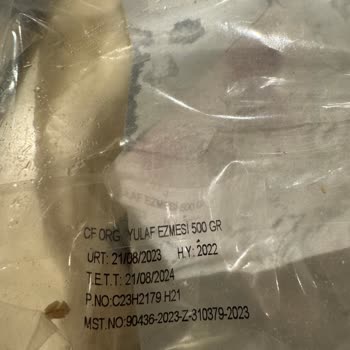 CF ORG. YULAF EZMESİ 500 GR
ÜRT: 21/08/2023 H.Y: 2022
T.E.T.T: 21/08/2024
P.NO:C23H2179 H21
MST.NO:90436-2023-Z-310379-2023